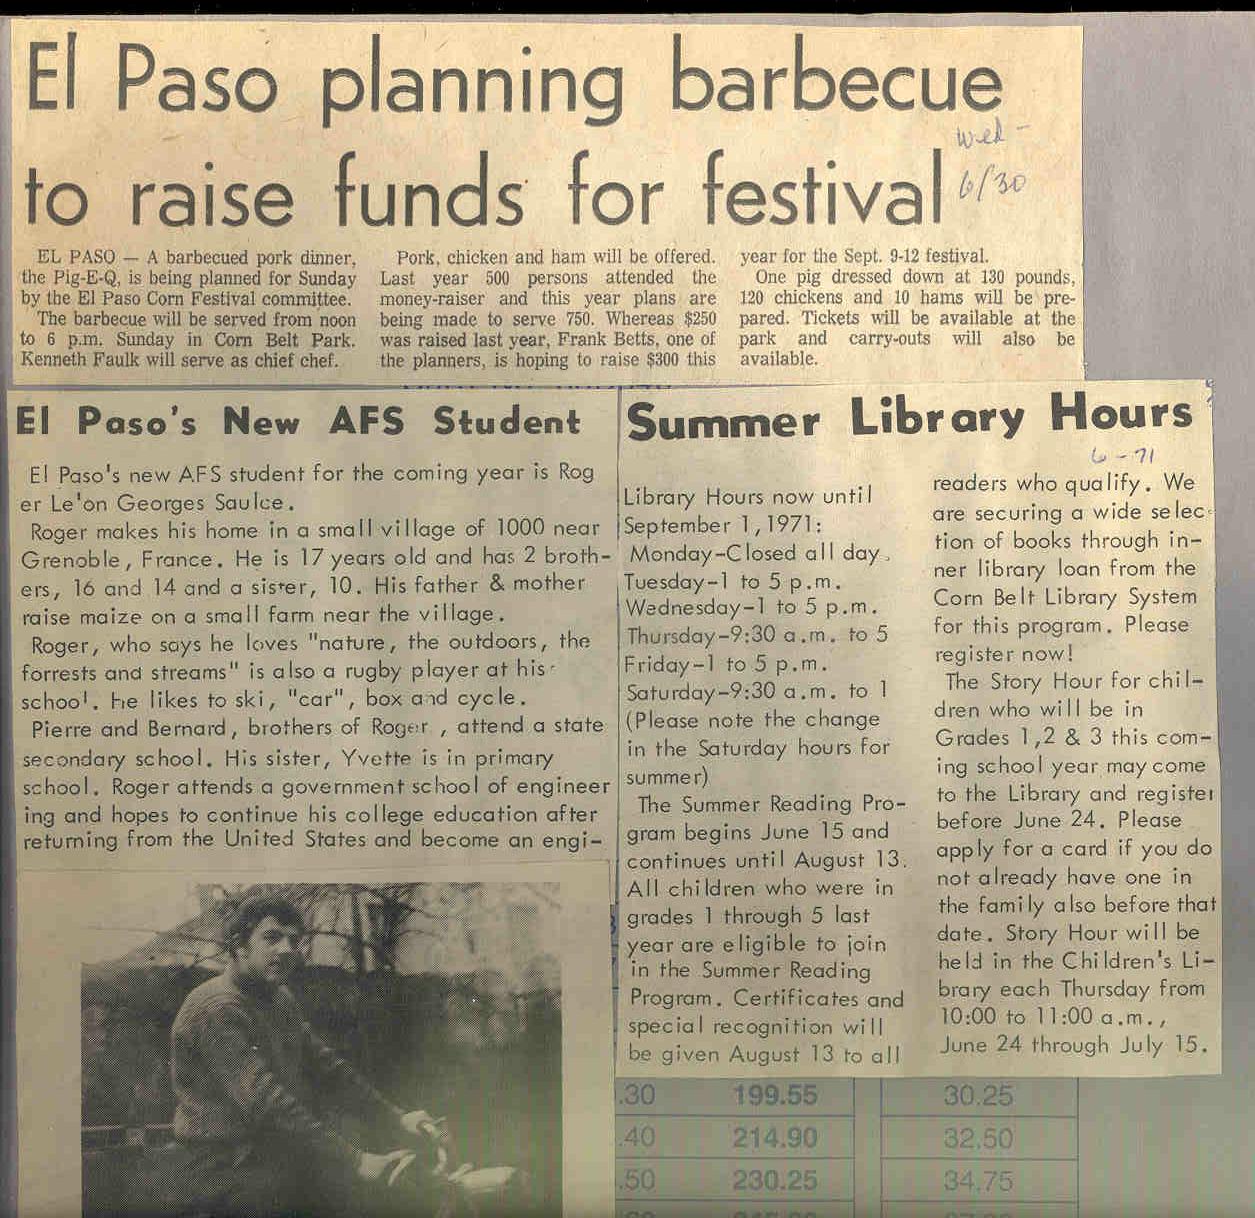 El Paso planning barbecue
to raise funds for festival
Wed -
6/30
EL PASO — A barbecued pork dinner,
the Pig-E-Q, is being planned for Sunday
by the El Paso Corn Festival committee.
The barbecue will be served from noon
to 6 p.m. Sunday in Corn Belt Park.
Kenneth Faulk will serve as chief chef.
Pork, chicken and ham will be offered.
Last year 500 persons attended the
money-raiser and this year plans are
being made to serve 750. Whereas $250
was raised last year, Frank Betts, one of
the planners, is hoping to raise $300 this
year for the Sept. 9-12 festival.
One pig dressed down at 130 pounds,
120 chickens and 10 hams will be pre-
pared. Tickets will be available at the
park and carry-outs will also be
available.
El Paso's New AFS Student
El Paso's new AFS student for the coming year is Rog
er Le'on Georges Saulce.
Roger makes his home in a small village of 1000 near
Grenoble, France. He is 17 years old and has 2 broth-
ers, 16 and 14 and a sister, 10. His father & mother
raise maize on a small farm near the village.
Roger, who says he loves "nature, the outdoors, the
forrests and streams" is also a rugby player at his
school. He likes to ski, "car", box and cycle.
Pierre and Bernard, brothers of Roger , attend a state
secondary school. His sister, Yvette is in primary
school. Roger attends a government school of engineer
ing and hopes to continue his college education after
returning from the United States and become an engi-
Summer Library Hours
6-71
Library Hours now until
September 1,1971:
Monday-Closed all day.
Tuesday-1 to 5 p.m.
Wednesday-1 to 5 p.m.
Thursday-9:30 a.m. to 5
Friday-1 to 5 p.m.
Saturday-9:30 a.m. to 1
(Please note the change
in the Saturday hours for
summer)
The Summer Reading Pro-
gram begins June 15 and
continues until August 13.
All children who were in
grades 1 through 5 last
year are eligible to join
in the Summer Reading
Program. Certificates and
special recognition will
be given August 13 to all
readers who qualify. We
are securing a wide selec-
tion of books through in-
ner library loan from the
Corn Belt Library System
for this program. Please
register now!
The Story Hour for chil-
dren who will be in
Grades 1,2 & 3 this com-
ing school year may come
to the Library and register
before June 24. Please
apply for a card if you do
not already have one in
the family also before that
date. Story Hour will be
held in the Children's Li-
brary each Thursday from
10:00 to 11:00 a.m.,
June 24 through July 15.
.30 199.55 30.25
.40 214.90 32.50
.50 230.25 34.75